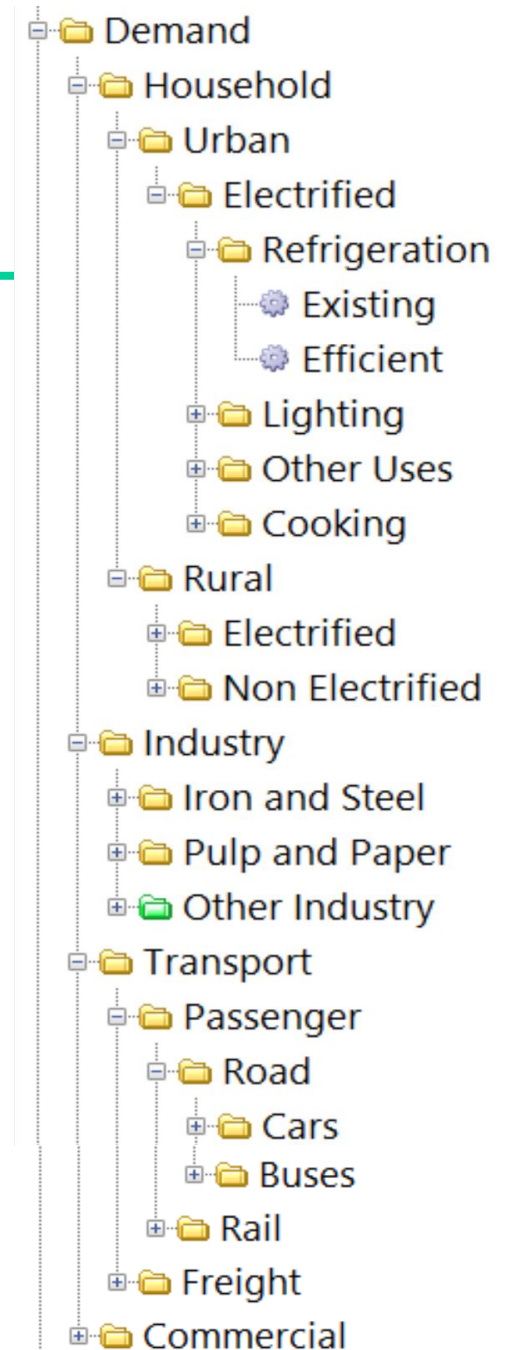 Demand
Household
Urban
Electrified
Refrigeration
Existing
Efficient
Lighting
Other Uses
Cooking
Rural
Electrified
Non Electrified
Industry
Iron and Steel
Pulp and Paper
Other Industry
Transport
Passenger
Road
Cars
Buses
Rail
Freight
Commercial